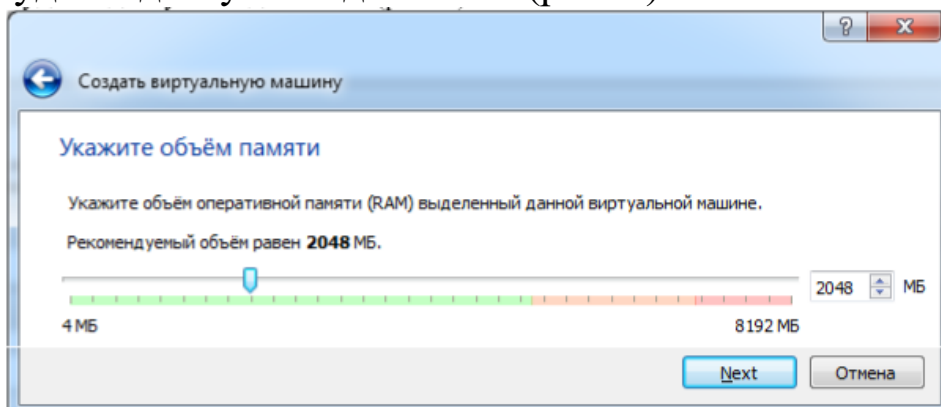 Создать виртуальную машину
Укажите объём памяти
Укажите объём оперативной памяти (RAM) выделенный данной виртуальной машине.
Рекомендуемый объём равен 2048 МБ.
2048 МБ
4 МБ 8192 МБ
Next Отмена